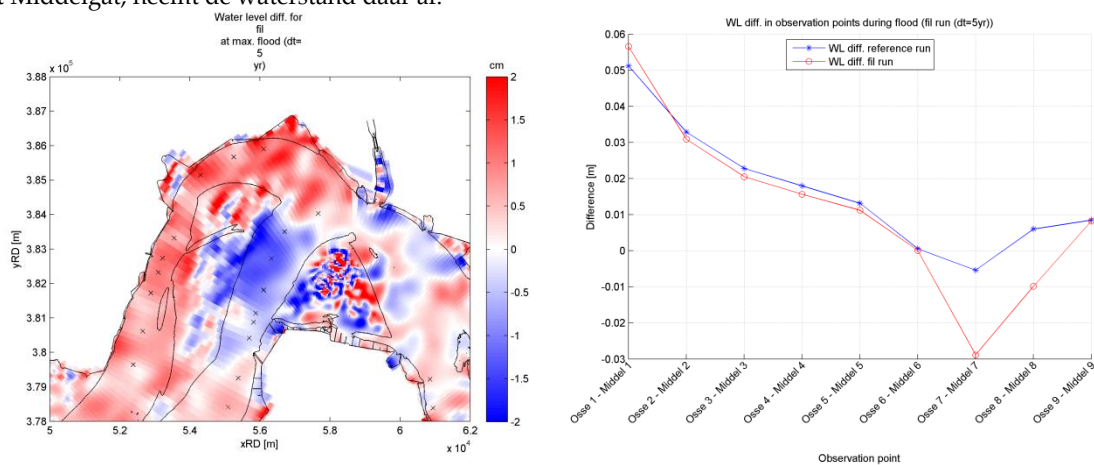 t Middelgat, neemt de waterstand daar af.
Water level diff. for
fil
at max. flood (dt=
5
yr)
x 10⁵
cm
3.88
3.87
3.86
3.85
3.84
3.83
3.82
3.81
3.8
3.79
3.78
yRD [m]
5
5.2
5.4
5.6
5.8
6
6.2
x 10⁴
xRD [m]
2
1.5
1
0.5
0
-0.5
-1
-1.5
-2
WL diff. in observation points during flood (fil run (dt=5yr))
WL diff. reference run
WL diff. fil run
0.06
0.05
0.04
0.03
0.02
0.01
0
-0.01
-0.02
-0.03
Difference [m]
Osse 1 - Middel 1
Osse 2 - Middel 2
Osse 3 - Middel 3
Osse 4 - Middel 4
Osse 5 - Middel 5
Osse 6 - Middel 6
Osse 7 - Middel 7
Osse 8 - Middel 8
Osse 9 - Middel 9
Observation point